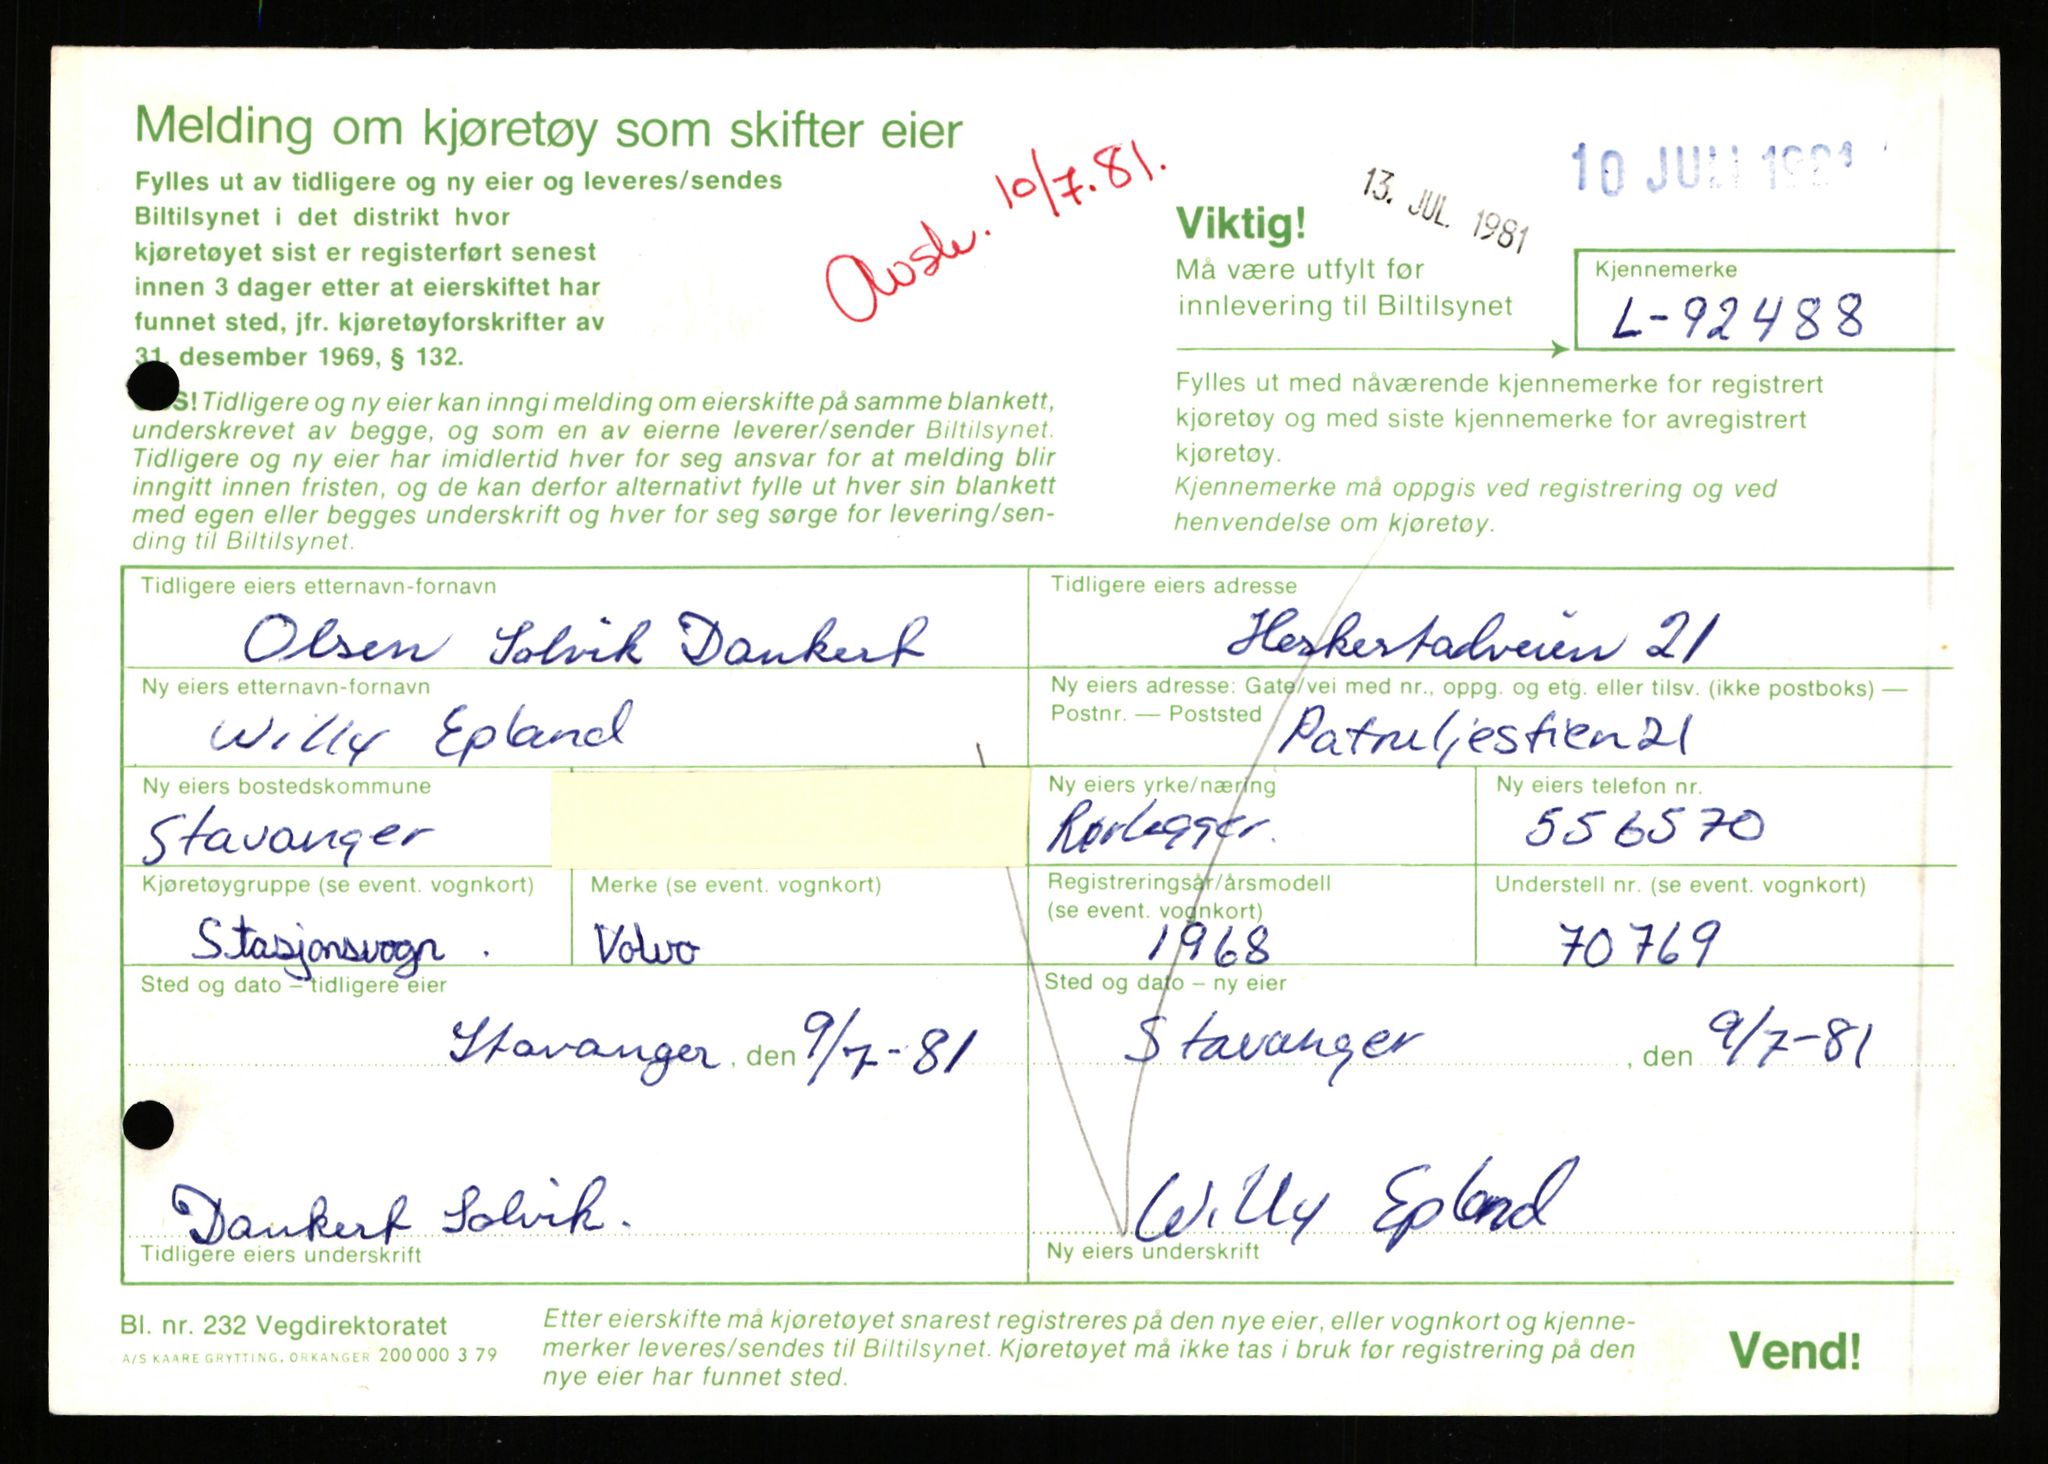 Melding om kjøretøy som skifter eier
Fylles ut av tidligere og ny eier og leveres/sendes
Biltilsynet i det distrikt hvor
kjøretøyet sist er registerført senest
innen 3 dager etter at eierskiftet har
funnet sted, jfr. kjøretøyforskrifter av
31. desember 1969, § 132.
Avskr. 10/7.81.
13. JUL. 1981
10 JULI 1981
Viktig!
Må være utfylt før
innlevering til Biltilsynet
Kjennemerke
L-92488
Fylles ut med nåværende kjennemerke for registrert
kjøretøy og med siste kjennemerke for avregistrert
kjøretøy.
Kjennemerke må oppgis ved registrering og ved
henvendelse om kjøretøy.
OBS! Tidligere og ny eier kan inngi melding om eierskifte på samme blankett,
underskrevet av begge, og som en av eierne leverer/sender Biltilsynet.
Tidligere og ny eier har imidlertid hver for seg ansvar for at melding blir
inngitt innen fristen, og de kan derfor alternativt fylle ut hver sin blankett
med egen eller begges underskrift og hver for seg sørge for levering/sen-
ding til Biltilsynet.
Tidligere eiers etternavn-fornavn
Olsen Solvik Dankert
Tidligere eiers adresse
Heskestadveien 21
Ny eiers etternavn-fornavn
Willy Epland
Ny eiers adresse: Gate/vei med nr., oppg. og etg. eller tilsv. (ikke postboks) —
Postnr. — Poststed Patruljestien 21
Ny eiers bostedskommune
Stavanger
Ny eiers yrke/næring
Rørlegger.
Ny eiers telefon nr.
556570
Kjøretøygruppe (se event. vognkort)
Stasjonsvogn.
Merke (se event. vognkort)
Volvo
Registreringsår/årsmodell
(se event. vognkort)
1968
Understell nr. (se event. vognkort)
70769
Sted og dato – tidligere eier
Stavanger, den 9/7-81
Sted og dato – ny eier
Stavanger, den 9/7-81
Dankert Solvik.
Tidligere eiers underskrift
Willy Epland
Ny eiers underskrift
Bl. nr. 232 Vegdirektoratet
A/S KAARE GRYTTING, ORKANGER 200 000 3 79
Etter eierskifte må kjøretøyet snarest registreres på den nye eier, eller vognkort og kjenne-
merker leveres/sendes til Biltilsynet. Kjøretøyet må ikke tas i bruk før registrering på den
nye eier har funnet sted.
Vend!